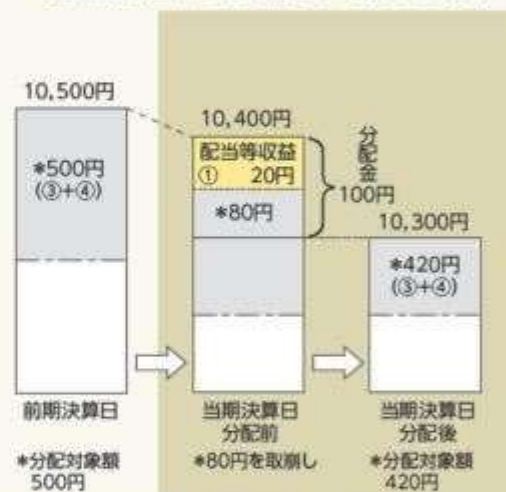 10,500円
*500円
(③+④)
前期決算日
*分配対象額
500円
10,400円
配当等収益
① 20円
*80円
分配金
100円
当期決算日
分配前
*80円を取崩し
10,300円
*420円
(③+④)
当期決算日
分配後
*分配対象額
420円